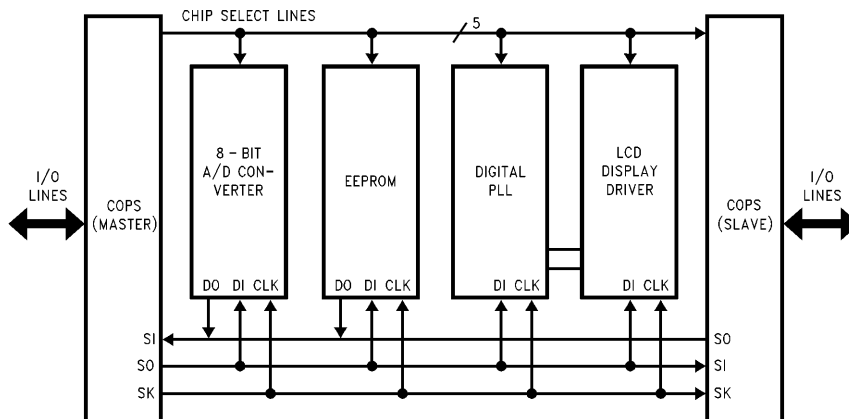 CHIP SELECT LINES
5
8 - BIT
A/D CON-
VERTER
EEPROM
DIGITAL
PLL
LCD
DISPLAY
DRIVER
I/O
LINES
COPS
(MASTER)
COPS
(SLAVE)
I/O
LINES
DO DI CLK
DO DI CLK
DI CLK
DI CLK
SI
SO
SO
SI
SK
SK